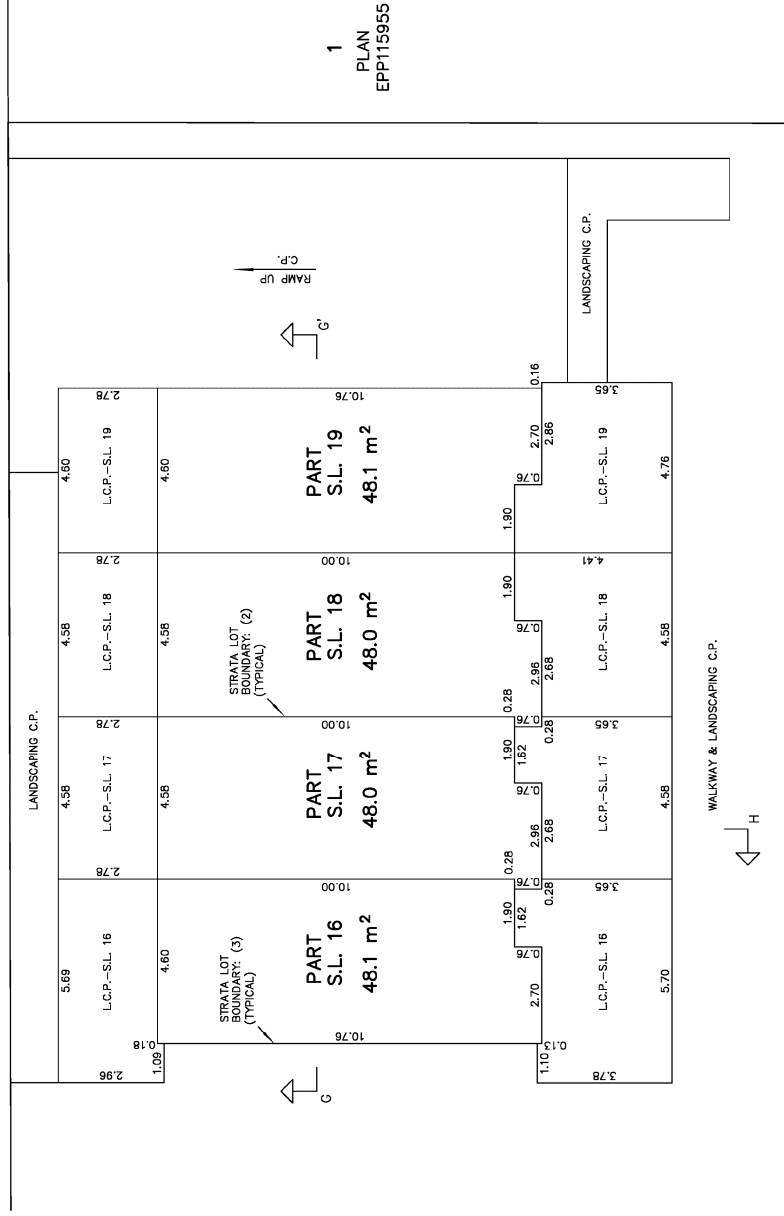 LANDSCAPING C.P.
5.69
4.58
4.58
4.60
2.96
L.C.P.–S.L. 16
2.78
L.C.P.–S.L. 17
2.78
L.C.P.–S.L. 18
2.78
L.C.P.–S.L. 19
2.78
0.18
1.09
4.60
4.58
4.58
4.60
STRATA LOT
BOUNDARY: (3)
(TYPICAL)
STRATA LOT
BOUNDARY: (2)
(TYPICAL)
RAMP UP
C.P.
G
10.76
PART
S.L. 16
48.1 m²
10.00
PART
S.L. 17
48.0 m²
10.00
PART
S.L. 18
48.0 m²
10.00
PART
S.L. 19
48.1 m²
10.76
G'
1
PLAN
EPP115955
1.90
1.62
0.28
1.90
1.62
0.28
1.90
1.90
2.70
0.76
0.76
2.96
2.68
0.76
0.76
2.96
2.68
0.76
0.76
2.70
2.86
0.16
1.10
0.13
0.28
0.28
3.78
L.C.P.–S.L. 16
3.65
L.C.P.–S.L. 17
3.65
L.C.P.–S.L. 18
4.41
L.C.P.–S.L. 19
3.65
LANDSCAPING C.P.
5.70
4.58
4.58
4.76
WALKWAY & LANDSCAPING C.P.
H